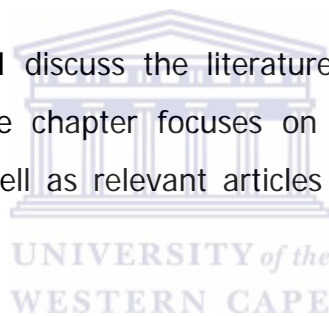 discuss the literature
e chapter focuses on
ell as relevant articles
UNIVERSITY of the
WESTERN CAPE